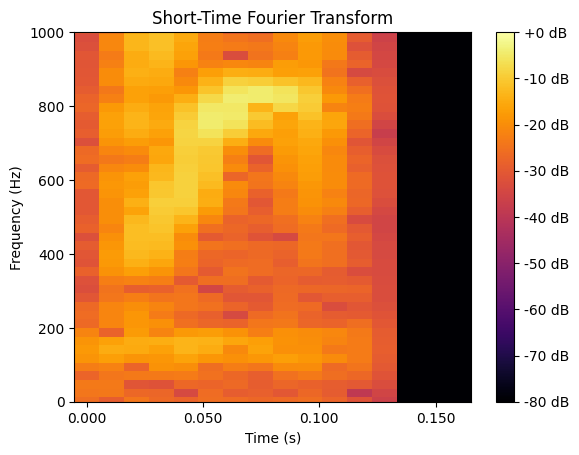 Short-Time Fourier Transform
1000
800
600
400
200
0
Frequency (Hz)
0.000
0.050
0.100
0.150
Time (s)
+0 dB
-10 dB
-20 dB
-30 dB
-40 dB
-50 dB
-60 dB
-70 dB
-80 dB